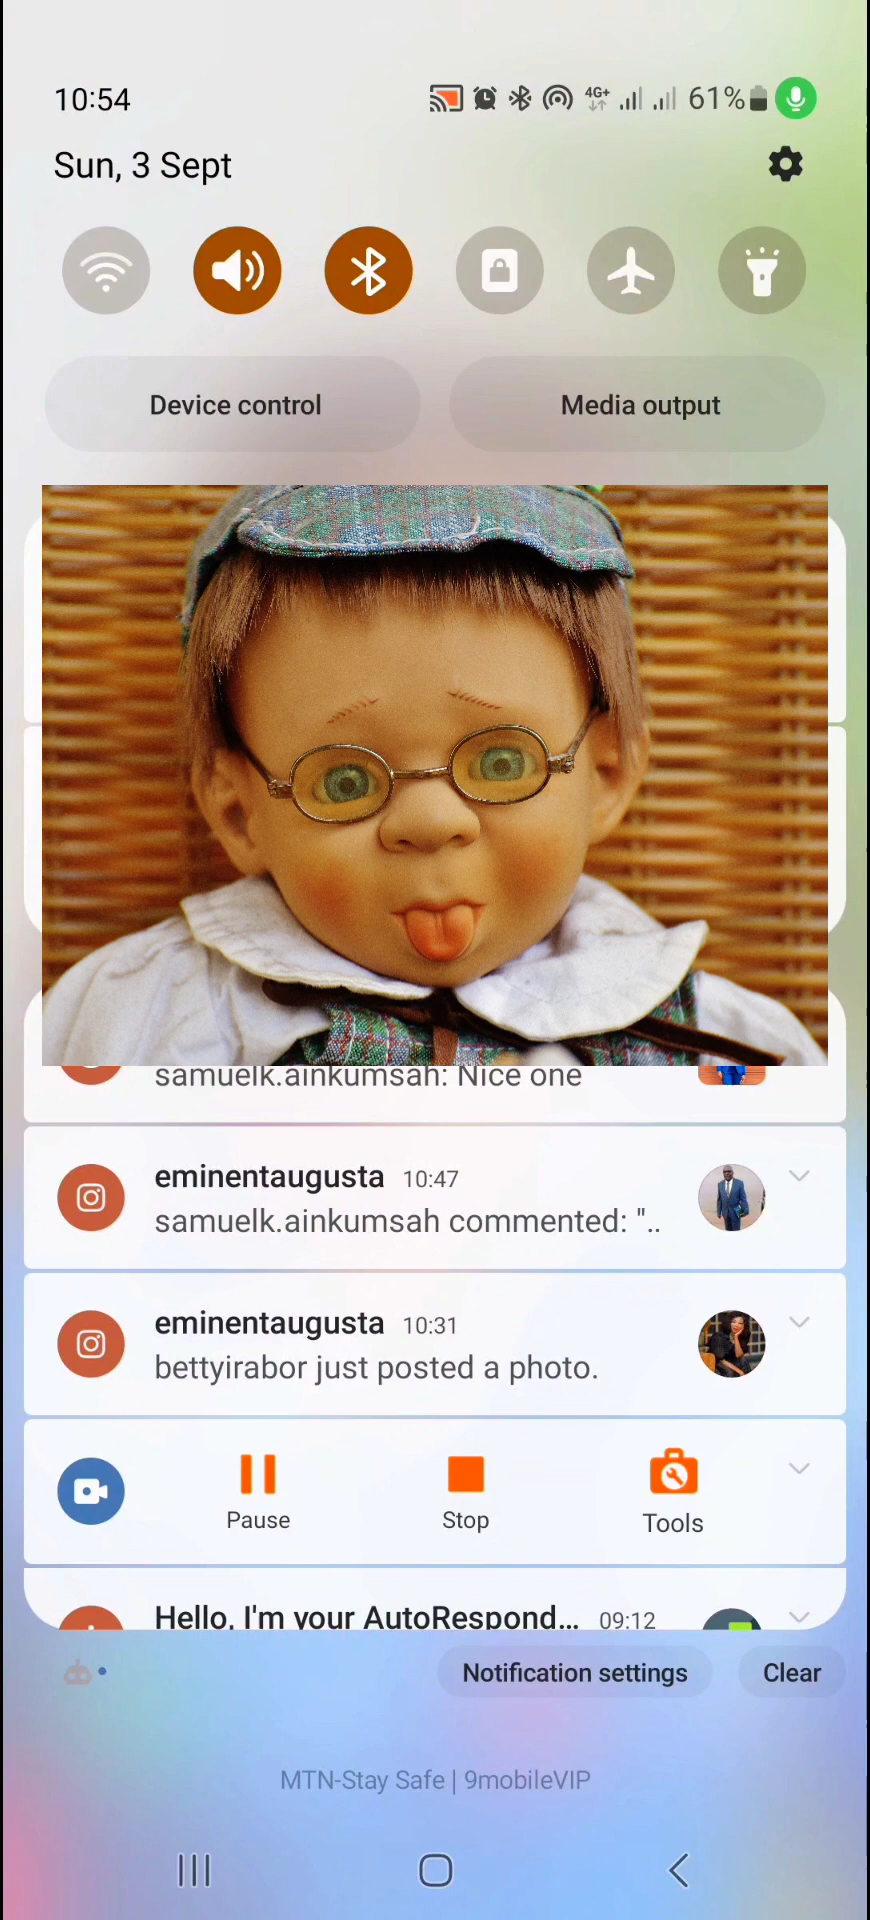 10:54
4G+
61%
Sun, 3 Sept
Device control
Media output
samuelk.ainkumsah: Nice one
eminentaugusta 10:47
samuelk.ainkumsah commented: "..
eminentaugusta 10:31
bettyirabor just posted a photo.
Pause
Stop
Tools
Hello, I'm your AutoRespond... 09:12
Notification settings
Clear
MTN-Stay Safe | 9mobileVIP